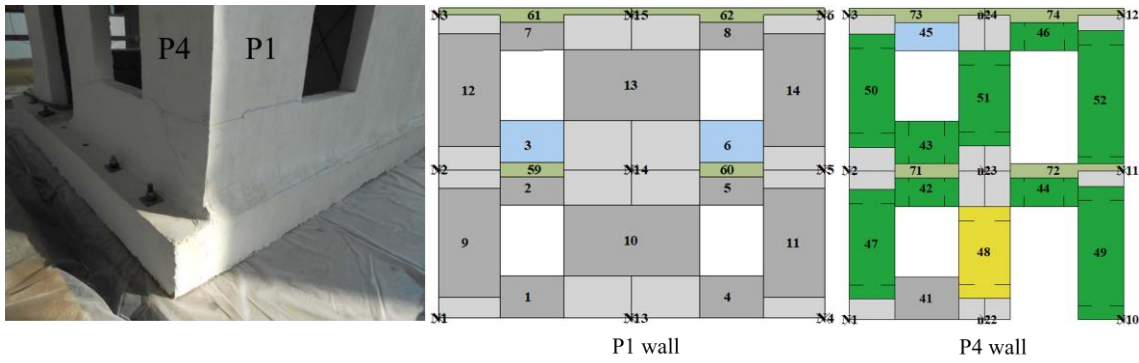 P4 P1
N3 61 N15 62 N6
7 8
12 13 14
3 6
N2 59 N14 60 N5
2 5
9 10 11
1 4
N1 N13 N4
P1 wall
N3 73 n24 74 N12
45 46
50 51 52
43
N2 71 n23 72 N11
42 44
47 48 49
41
N1 n22 N10
P4 wall